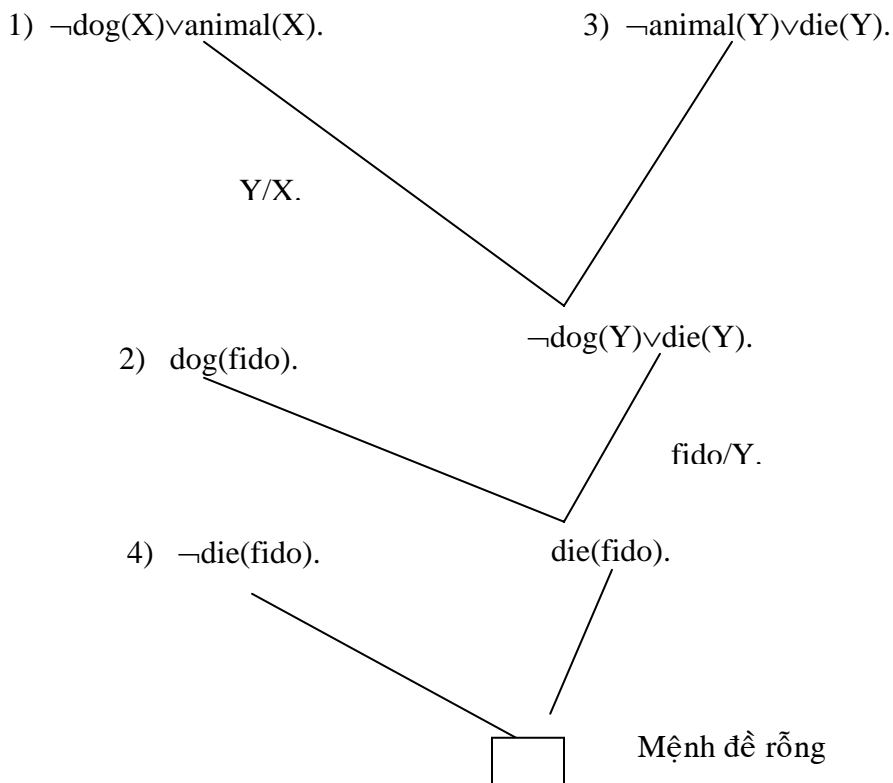 1) ¬dog(X)∨animal(X). 3) ¬animal(Y)∨die(Y).
Y/X.
¬dog(Y)∨die(Y).
2) dog(fido).
fido/Y.
4) ¬die(fido). die(fido).
Mệnh đề rỗng